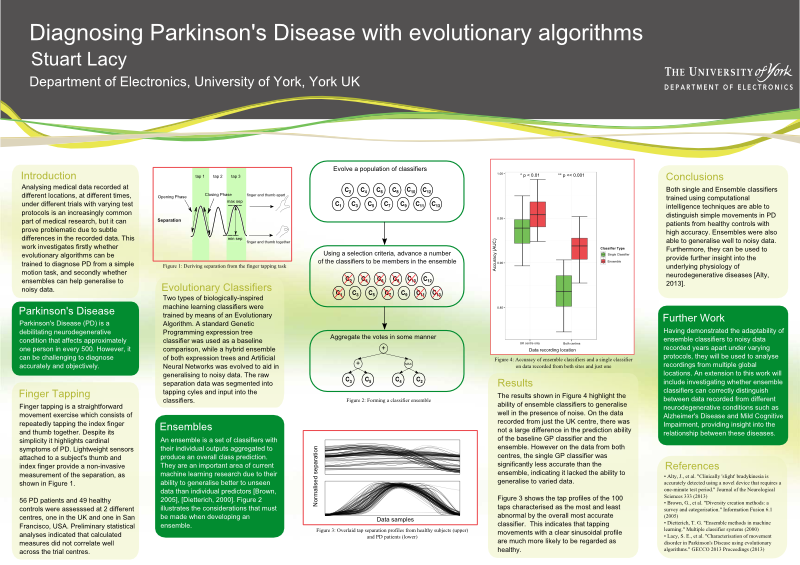 Diagnosing Parkinson's Disease with evolutionary algorithms
Stuart Lacy
Department of Electronics, University of York, York UK
THE UNIVERSITY of York
DEPARTMENT OF ELECTRONICS
Introduction
Analysing medical data recorded at
different locations, at different times,
under different trials with varying test
protocols is an increasingly common
part of medical research, but it can
prove problematic due to subtle
differences in the recorded data. This
work investigates firstly whether
evolutionary algorithms can be
trained to diagnose PD from a simple
motion task, and secondly whether
ensembles can help generalise to
noisy data.
Parkinson's Disease
Parkinson's Disease (PD) is a
debilitating neurodegenerative
condition that affects approximately
one person in every 500. However, it
can be challenging to diagnose
accurately and objectively.
Finger Tapping
Finger tapping is a straightforward
movement exercise which consists of
repeatedly tapping the index finger
and thumb together. Despite its
simplicity it highlights cardinal
symptoms of PD. Lightweight sensors
attached to a subject's thumb and
index finger provide a non-invasive
measurement of the separation, as
shown in Figure 1.
56 PD patients and 49 healthy
controls were assessed at 2 different
centres, one in the UK and one in San
Francisco, USA. Preliminary statistical
analyses indicated that calculated
measures did not correlate well
across the trial centres.
tap 1 tap 2 tap 3
Opening Phase
Closing Phase
max sep
finger and thumb apart
Separation
min sep
finger and thumb together
Figure 1: Deriving separation from the finger tapping task
Evolutionary Classifiers
Two types of biologically-inspired
machine learning classifiers were
trained by means of an Evolutionary
Algorithm. A standard Genetic
Programming expression tree
classifier was used as a baseline
comparison, while a hybrid ensemble
of both expression trees and Artificial
Neural Networks was evolved to aid in
generalising to noisy data. The raw
separation data was segmented into
tapping cyles and input into the
classifiers.
Ensembles
An ensemble is a set of classifiers with
their individual outputs aggregated to
produce an overall class prediction.
They are an important area of current
machine learning research due to their
ability to generalise better to unseen
data than individual predictors [Brown,
2005], [Dietterich, 2000]. Figure 2
illustrates the considerations that must
be made when developing an
ensemble.
Evolve a population of classifiers
Using a selection criteria, advance a number
of the classifiers to be members in the ensemble
Aggregate the votes in some manner
Figure 2: Forming a classifier ensemble
Normalised separation
Data samples
Figure 3: Overlaid tap separation profiles from healthy subjects (upper)
and PD patients (lower)
* p < 0.01
** p << 0.001
Accuracy (AUC)
Classifier Type
Single Classifier
Ensemble
Both centres
Data recording location
Figure 4: Accuracy of ensemble classifiers and a single classifier
on data recorded from both sites and just one
Results
The results shown in Figure 4 highlight the
ability of ensemble classifiers to generalise
well in the presence of noise. On the data
recorded from just the UK centre, there
was not a large difference in the prediction ability
of the baseline GP classifier and the
ensemble. However on the data from both
centres, the single GP classifier was
significantly less accurate than the
ensemble, indicating it lacked the ability to
generalise to varied data.
Figure 3 shows the tap profiles of the 100
taps characterised as the most and least
abnormal by the overall most accurate
classifier. This indicates that tapping
movements with a clear sinusoidal profile
are much more likely to be regarded as
healthy.
Conclusions
Both single and Ensemble classifiers
trained using computational
intelligence techniques are able to
distinguish simple movements in PD
patients from healthy controls with
high accuracy. Ensembles were also
able to generalise well to noisy data.
Furthermore, they can be used to
provide further insight into the
underlying physiology of
neurodegenerative diseases [Alty,
2013].
Further Work
Having demonstrated the adaptability of
ensemble classifiers to noisy data
recorded years apart under varying
protocols, they will be used to analyse
recordings from multiple global
locations. An extension to this work will
include investigating whether ensemble
classifiers can correctly distinguish
between data recorded from different
neurodegenerative conditions such as
Alzheimer's Disease and Mild Cognitive
Impairment, providing insight into the
relationship between these diseases.
References
• Alty, J., et al. "Clinically 'slight' bradykinesia is
accurately detected using a novel device that requires a
one-minute test period." Journal of the Neurological
Sciences 333 (2013)
• Brown, G., et al. "Diversity creation methods: a
survey and categorisation." Information Fusion 6.1
(2005)
• Dietterich, T. G. "Ensemble methods in machine
learning." Multiple classifier systems (2000)
• Lacy, S. E., et al. "Characterisation of movement
disorder in Parkinson's Disease using evolutionary
algorithms." GECCO 2013 Proceedings (2013)